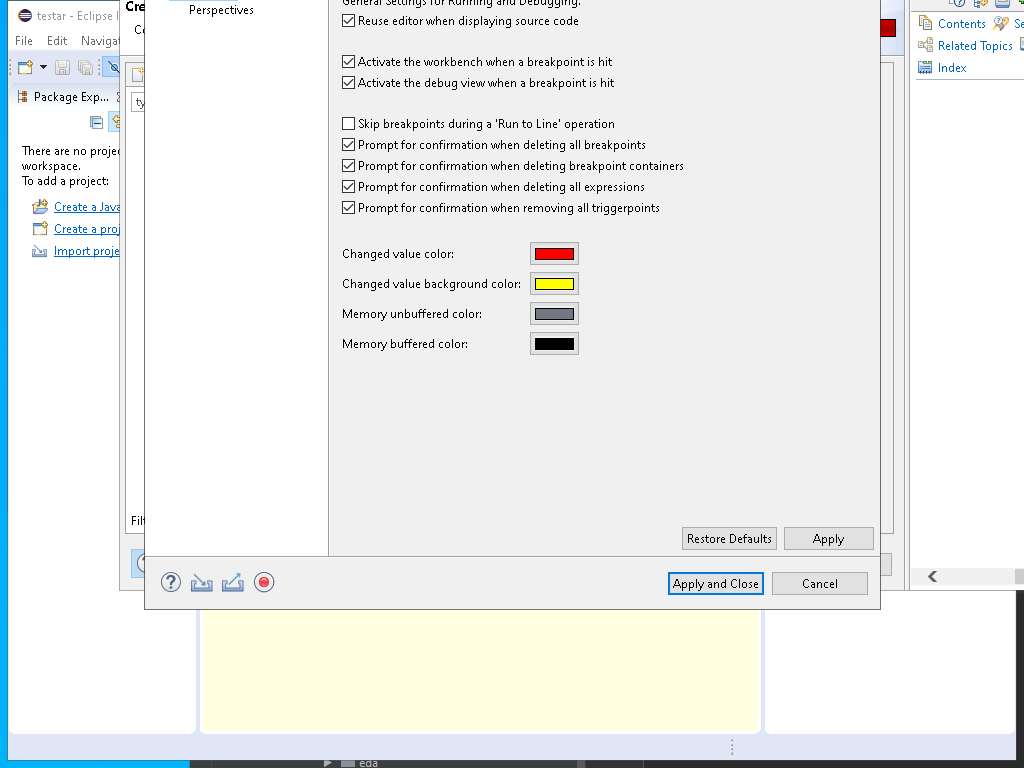 testar - Eclipse I
File Edit Navigat
Package Exp...
There are no projec
workspace.
To add a project:
Create a Java
Create a proj
Import proje
Cre
Perspectives
General Settings for Running and Debugging.
Reuse editor when displaying source code
Activate the workbench when a breakpoint is hit
Activate the debug view when a breakpoint is hit
Skip breakpoints during a 'Run to Line' operation
Prompt for confirmation when deleting all breakpoints
Prompt for confirmation when deleting breakpoint containers
Prompt for confirmation when deleting all expressions
Prompt for confirmation when removing all triggerpoints
Changed value color:
Changed value background color:
Memory unbuffered color:
Memory buffered color:
Restore Defaults Apply
Apply and Close Cancel
Contents Se
Related Topics
Index
ty
Filt
eda